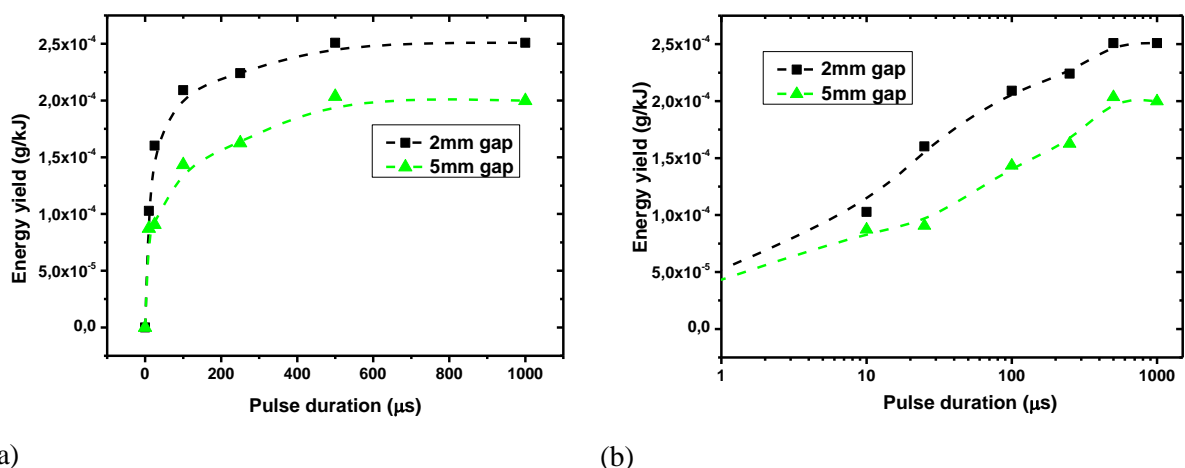 2,5x10⁻⁴
2,0x10⁻⁴
1,5x10⁻⁴
1,0x10⁻⁴
5,0x10⁻⁵
0,0
Energy yield (g/kJ)
2mm gap
5mm gap
0 200 400 600 800 1000
Pulse duration (μs)
a)
2,5x10⁻⁴
2,0x10⁻⁴
1,5x10⁻⁴
1,0x10⁻⁴
5,0x10⁻⁵
0,0
Energy yield (g/kJ)
2mm gap
5mm gap
1 10 100 1000
Pulse duration (μs)
(b)